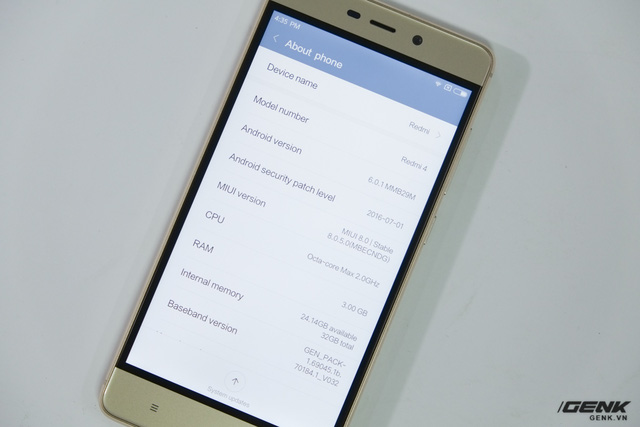 4:35 PM
About phone
Device name
Redmi
Model number
Redmi 4
Android version
6.0.1 MMB29M
Android security patch level
2016-07-01
MIUI version
MIUI 8.0 | Stable
8.0.5.0(MBECNDG)
CPU
Octa-core Max 2.0GHz
RAM
3.00 GB
Internal memory
24.14GB available
32GB total
Baseband version
GEN_PACK-
1.69045.1b.
70184.1_V032
System updates
GENK
GENK.VN